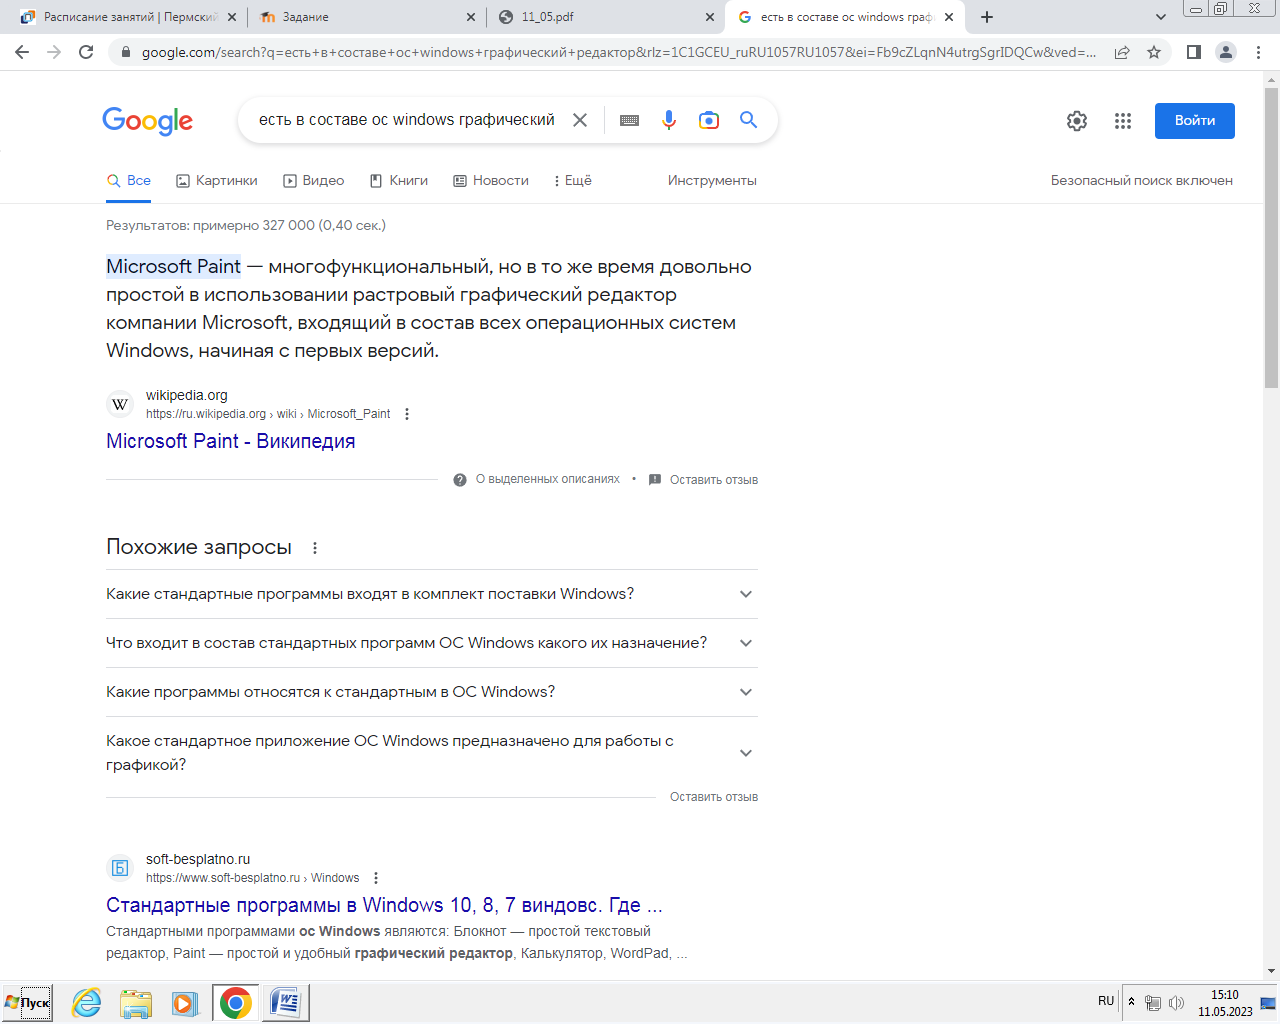 Расписание занятий | Пермский
Задание
11_05.pdf
есть в составе ос windows граф
google.com/search?q=есть+в+составе+ос+windows+графический+редактор&rlz=1C1GCEU_ruRU1057RU1057&ei=Fb9cZLqnN4utrgSgrIDQCw&ved=...
Google
есть в составе ос windows графический
Войти
Все
Картинки
Видео
Книги
Новости
Ещё
Инструменты
Безопасный поиск включен
Результатов: примерно 327 000 (0,40 сек.)
Microsoft Paint — многофункциональный, но в то же время довольно
простой в использовании растровый графический редактор
компании Microsoft, входящий в состав всех операционных систем
Windows, начиная с первых версий.
W
wikipedia.org
https://ru.wikipedia.org › wiki › Microsoft_Paint
Microsoft Paint - Википедия
О выделенных описаниях • Оставить отзыв
Похожие запросы
Какие стандартные программы входят в комплект поставки Windows?
Что входит в состав стандартных программ ОС Windows какого их назначение?
Какие программы относятся к стандартным в ОС Windows?
Какое стандартное приложение ОС Windows предназначено для работы с
графикой?
Оставить отзыв
Б
soft-besplatno.ru
https://www.soft-besplatno.ru › Windows
Стандартные программы в Windows 10, 8, 7 виндовс. Где ...
Стандартными программами ос Windows являются: Блокнот — простой текстовый
редактор, Paint — простой и удобный графический редактор, Калькулятор, WordPad, ...
Пуск
W
RU
15:10
11.05.2023